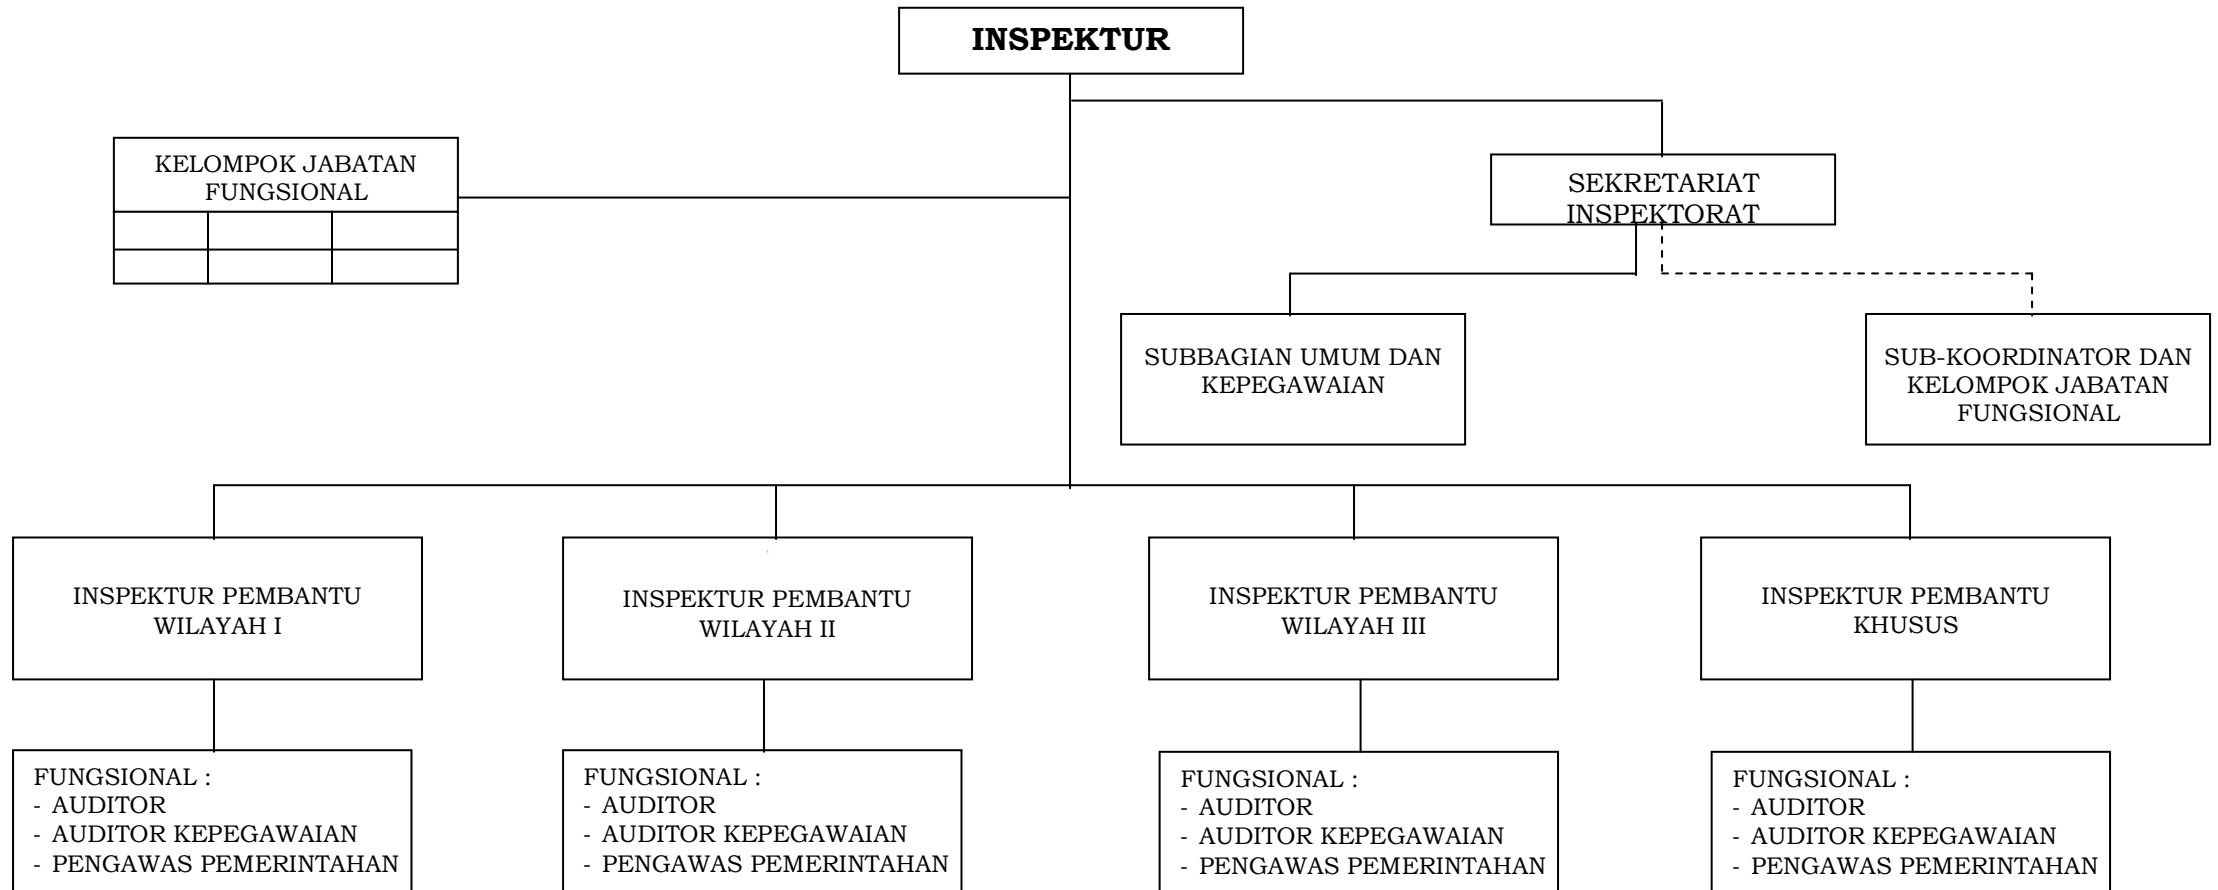 INSPEKTUR
KELOMPOK JABATAN
FUNGSIONAL
SEKRETARIAT
INSPEKTORAT
SUBBAGIAN UMUM DAN
KEPEGAWAIAN
SUB-KOORDINATOR DAN
KELOMPOK JABATAN
FUNGSIONAL
INSPEKTUR PEMBANTU
WILAYAH I
INSPEKTUR PEMBANTU
WILAYAH II
INSPEKTUR PEMBANTU
WILAYAH III
INSPEKTUR PEMBANTU
KHUSUS
FUNGSIONAL :
- AUDITOR
- AUDITOR KEPEGAWAIAN
- PENGAWAS PEMERINTAHAN
FUNGSIONAL :
- AUDITOR
- AUDITOR KEPEGAWAIAN
- PENGAWAS PEMERINTAHAN
FUNGSIONAL :
- AUDITOR
- AUDITOR KEPEGAWAIAN
- PENGAWAS PEMERINTAHAN
FUNGSIONAL :
- AUDITOR
- AUDITOR KEPEGAWAIAN
- PENGAWAS PEMERINTAHAN